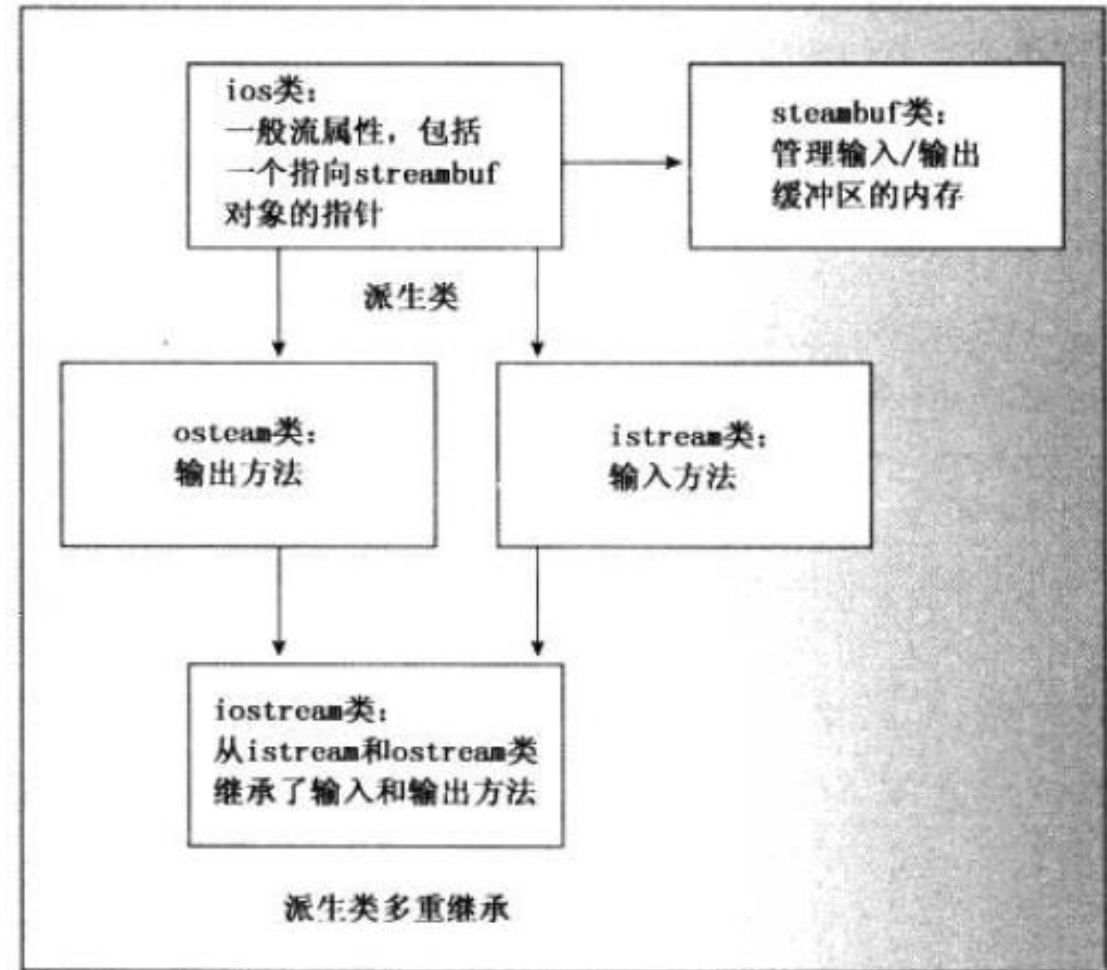 ios类：
一般流属性，包括
一个指向streambuf
对象的指针
steambuf类：
管理输入/输出
缓冲区的内存
派生类
osteam类：
输出方法
istream类：
输入方法
iostream类：
从istream和ostream类
继承了输入和输出方法
派生类多重继承